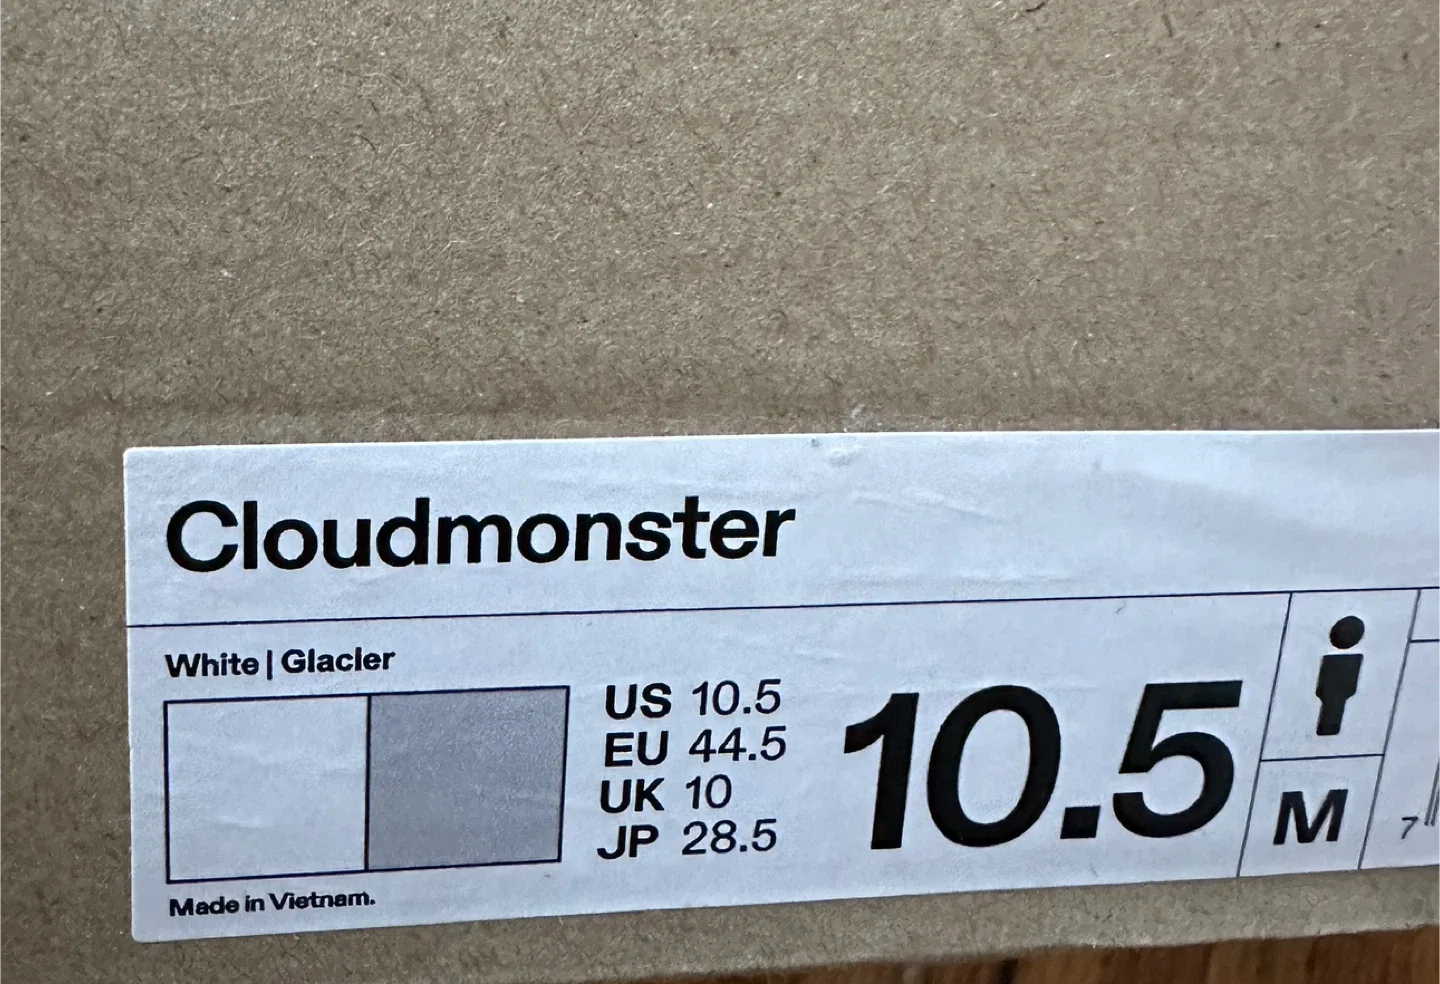 Cloudmonster
White | Glacier
US 10.5
EU 44.5
UK 10
JP 28.5
10.5
M
7
Made in Vietnam.